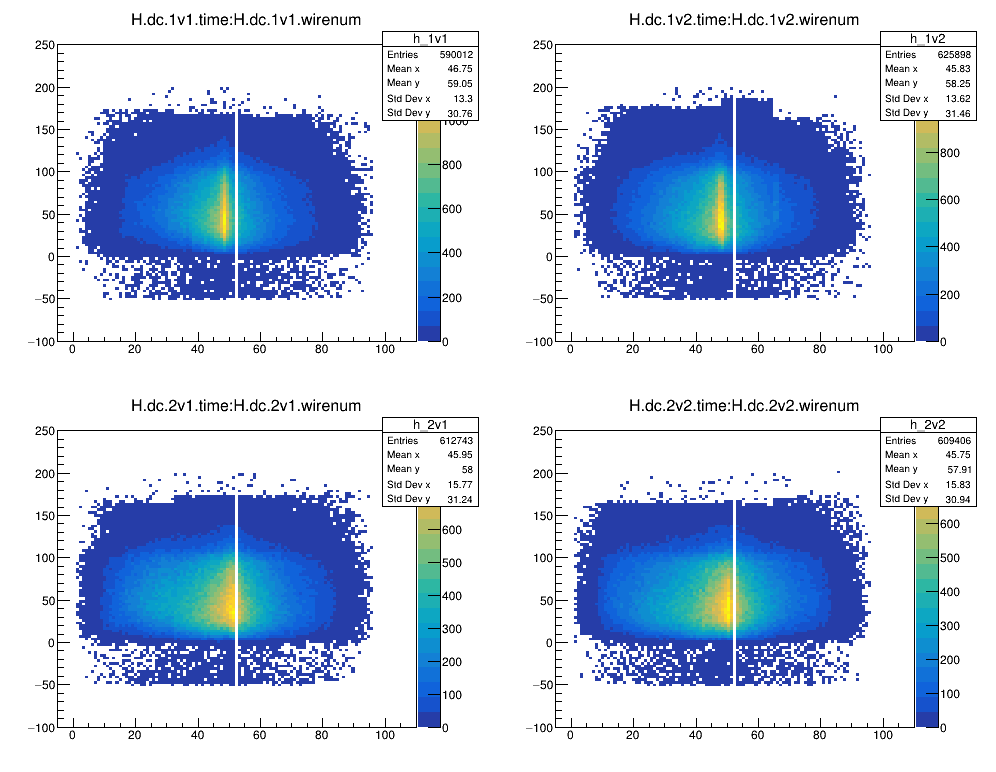 H.dc.1v1.time:H.dc.1v1.wirenum
h_1v1
Entries 590012
Mean x 46.75
Mean y 59.05
Std Dev x 13.3
Std Dev y 30.76
250
200
150
100
50
0
−50
−100
0 20 40 60 80 100
1000
800
600
400
200
0
H.dc.1v2.time:H.dc.1v2.wirenum
h_1v2
Entries 625898
Mean x 45.83
Mean y 58.25
Std Dev x 13.62
Std Dev y 31.46
250
200
150
100
50
0
−50
−100
0 20 40 60 80 100
800
600
400
200
0
H.dc.2v1.time:H.dc.2v1.wirenum
h_2v1
Entries 612743
Mean x 45.95
Mean y 58
Std Dev x 15.77
Std Dev y 31.24
250
200
150
100
50
0
−50
−100
0 20 40 60 80 100
600
500
400
300
200
100
0
H.dc.2v2.time:H.dc.2v2.wirenum
h_2v2
Entries 609406
Mean x 45.75
Mean y 57.91
Std Dev x 15.83
Std Dev y 30.94
250
200
150
100
50
0
−50
−100
0 20 40 60 80 100
600
500
400
300
200
100
0